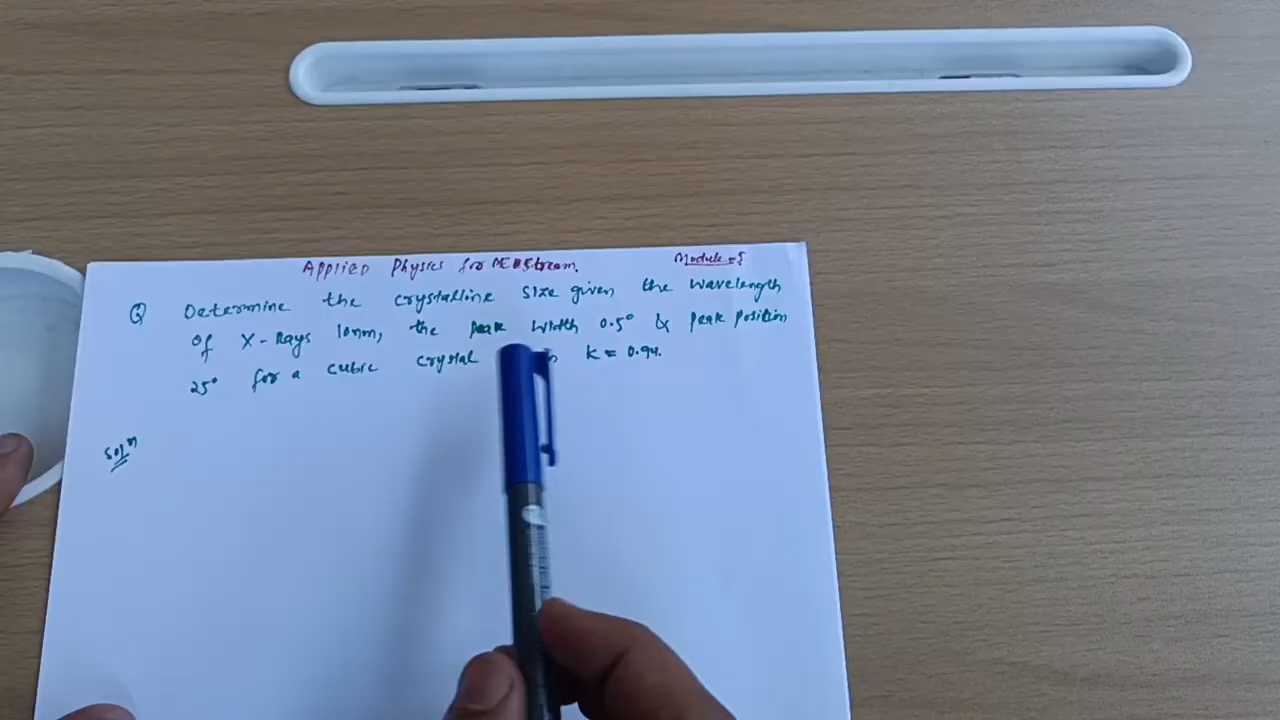 Applied Physics for ME Stream. Module-5
Q Determine the crystalline size given the wavelength
of X-Rays 10nm, the peak width 0.5° & peak position
25° for a cubic crystal K = 0.94.
Solⁿ